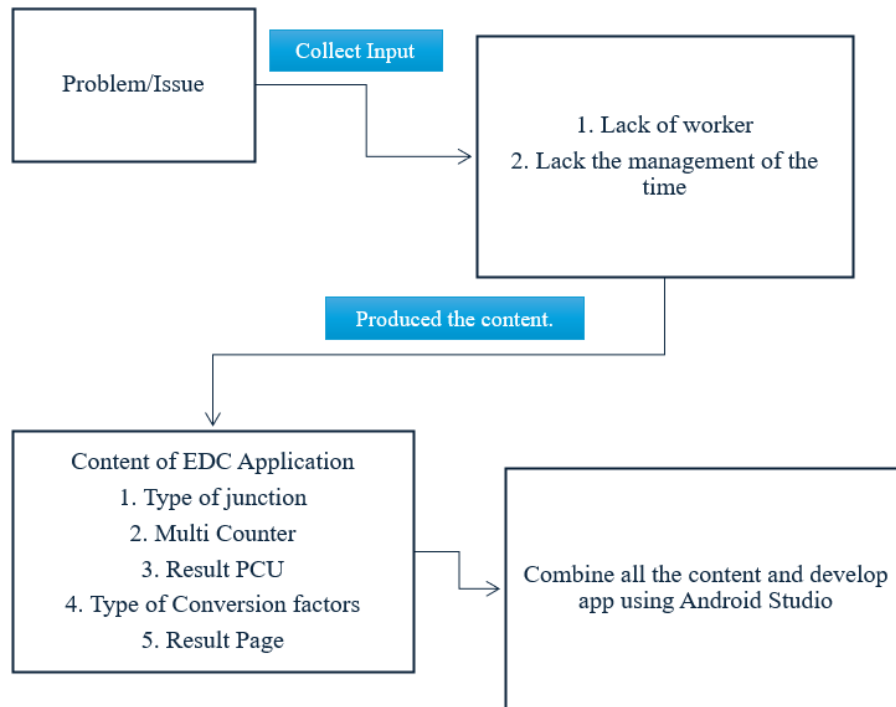 Problem/Issue
Collect Input
1. Lack of worker
2. Lack the management of the
time
Produced the content.
Content of EDC Application
1. Type of junction
2. Multi Counter
3. Result PCU
4. Type of Conversion factors
5. Result Page
Combine all the content and develop
app using Android Studio